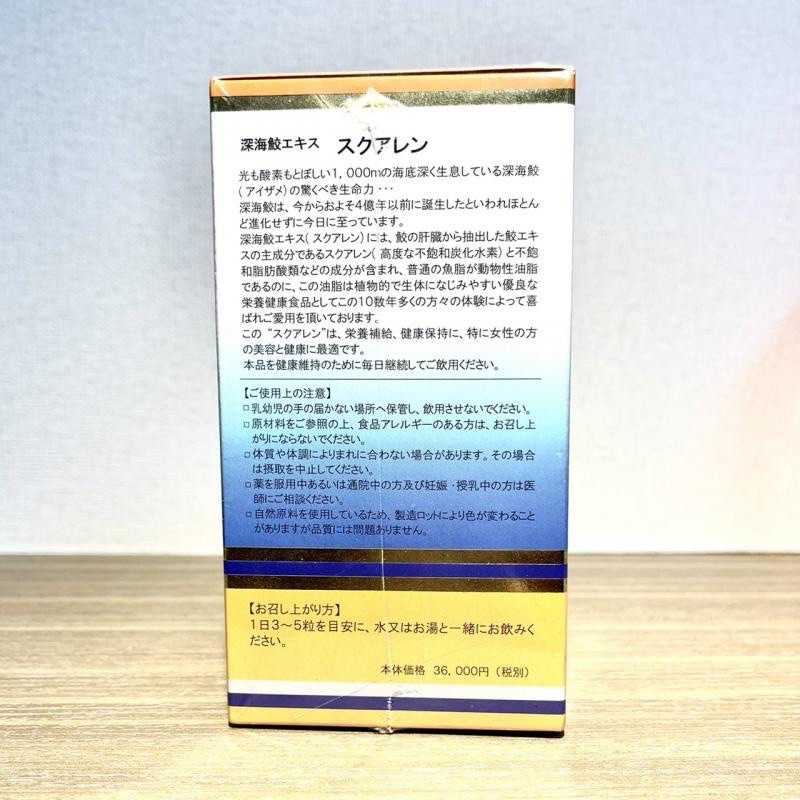 深海鮫エキス スクアレン
光も酸素もとぼしい1,000mの海底深く生息している深海鮫
(アイザメ)の驚くべき生命力・・・
深海鮫は、今からおよそ4億年以前に誕生したといわれほとん
ど進化せずに今日に至っています。
深海鮫エキス(スクアレン)には、鮫の肝臓から抽出した鮫エキ
スの主成分であるスクアレン(高度な不飽和炭化水素)と不飽
和脂肪酸類などの成分が含まれ、普通の魚脂が動物性油脂
であるのに、この油脂は植物的で生体になじみやすい優良な
栄養健康食品としてこの10数年多くの方々の体験によって喜
ばれご愛用を頂いております。
この “スクアレン”は、栄養補給、健康保持に、特に女性の方
の美容と健康に最適です。
本品を健康維持のために毎日継続してご飲用ください。
【ご使用上の注意】
□乳幼児の手の届かない場所へ保管し、飲用させないでください。
□原材料をご参照の上、食品アレルギーのある方は、お召し上
がりにならないでください。
□体質や体調によりまれに合わない場合があります。その場合
は摂取を中止してください。
□薬を服用中あるいは通院中の方及び妊娠・授乳中の方は医
師にご相談ください。
□自然原料を使用しているため、製造ロットにより色が変わること
がありますが品質には問題ありません。
【お召し上がり方】
1日3〜5粒を目安に、水又はお湯と一緒にお飲みく
ださい。
本体価格 36,000円(税別)